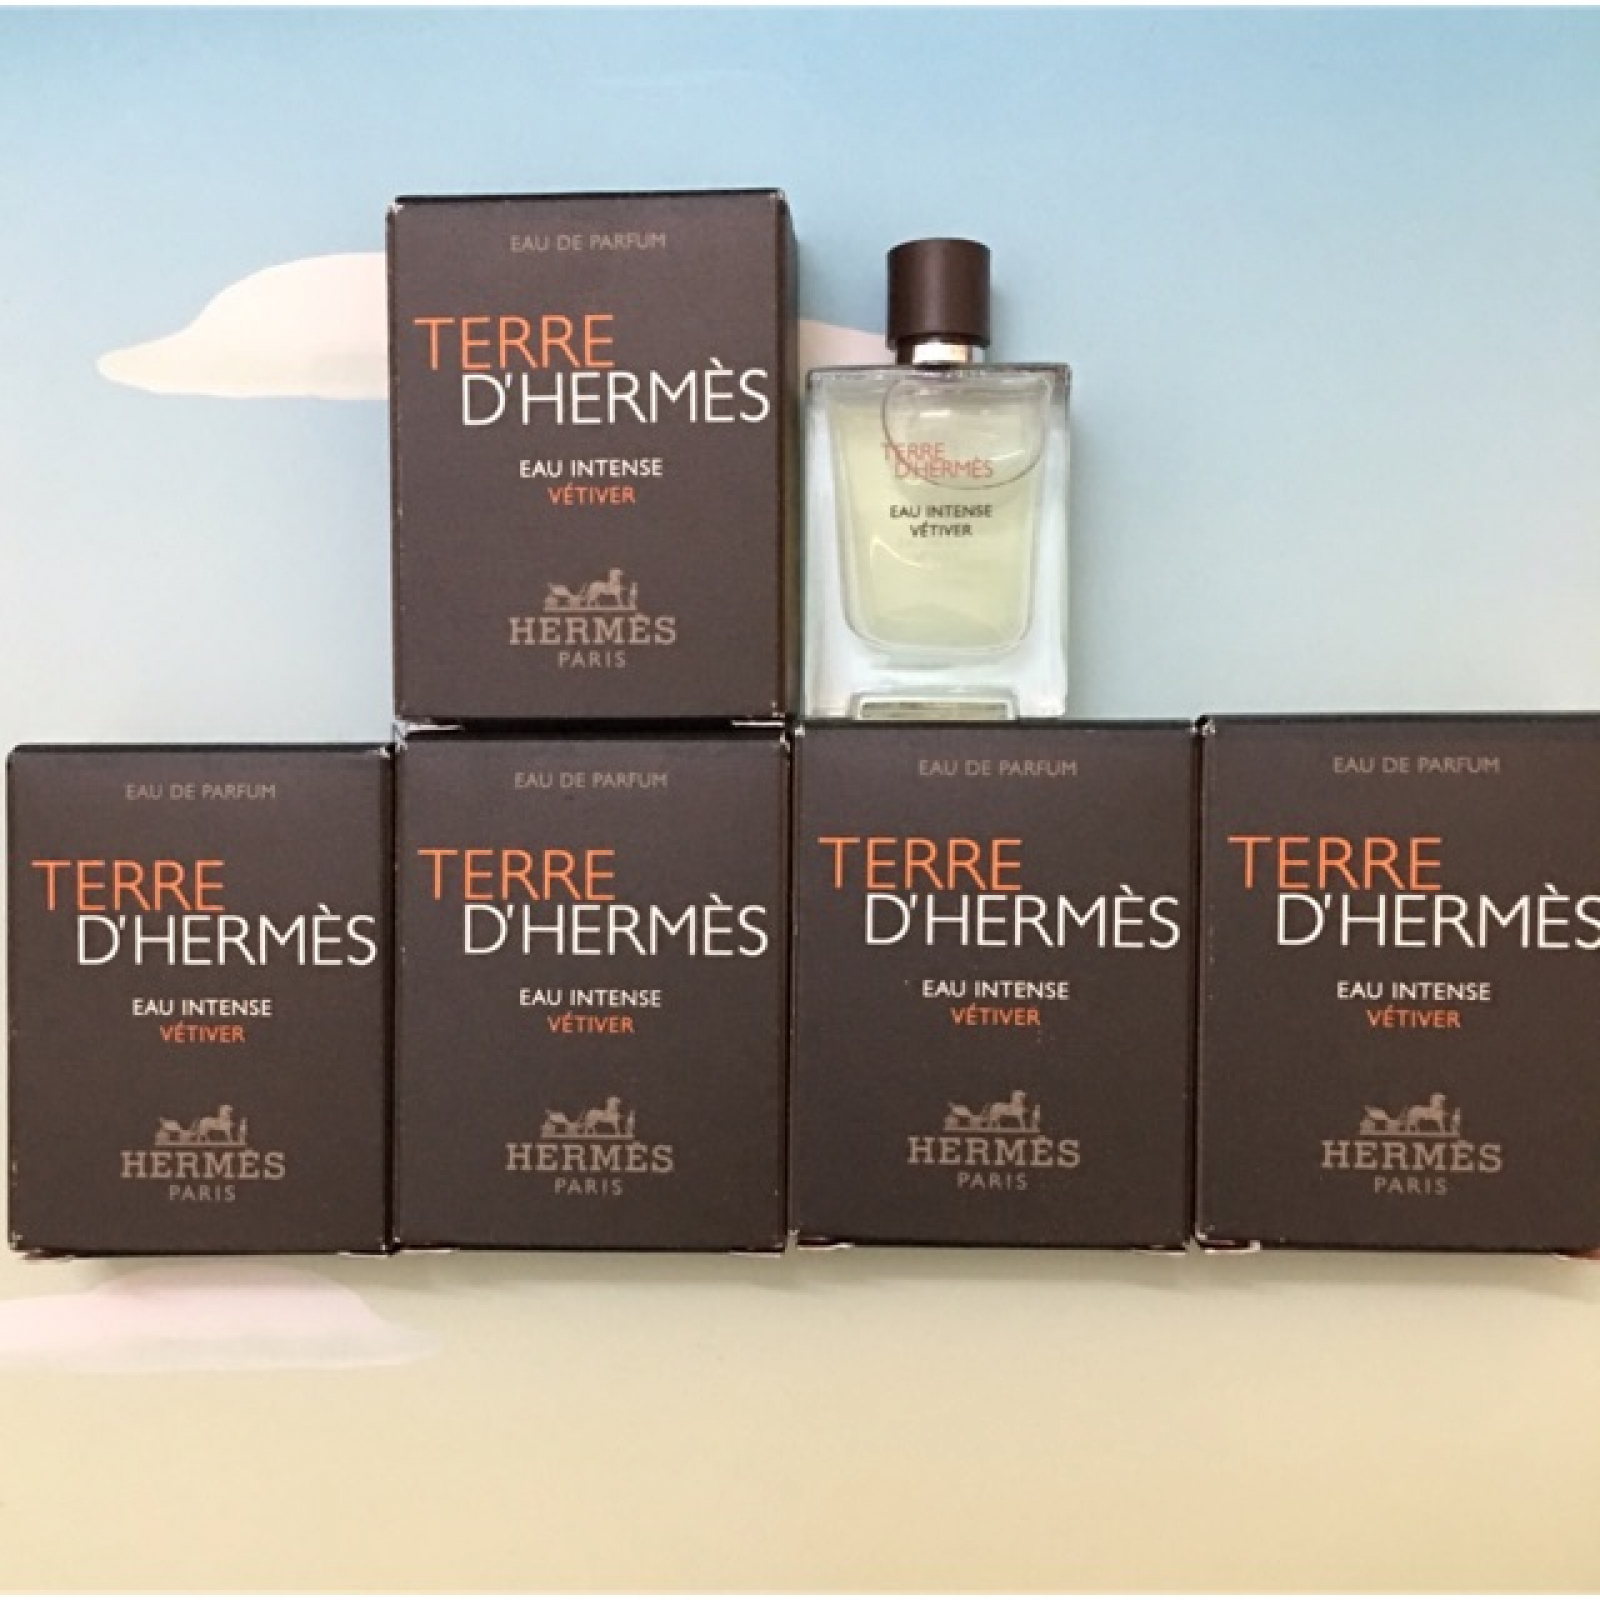 EAU DE PARFUM
TERRE
D'HERMÈS
EAU INTENSE
VÉTIVER
HERMÈS
PARIS
TERRE
D'HERMÈS
EAU INTENSE
VÉTIVER
EAU DE PARFUM
TERRE
D'HERMÈS
EAU INTENSE
VÉTIVER
HERMÈS
PARIS
EAU DE PARFUM
TERRE
D'HERMÈS
EAU INTENSE
VÉTIVER
HERMÈS
PARIS
EAU DE PARFUM
TERRE
D'HERMÈS
EAU INTENSE
VÉTIVER
HERMÈS
PARIS
EAU DE PARFUM
TERRE
D'HERMÈS
EAU INTENSE
VÉTIVER
HERMÈS
PARIS